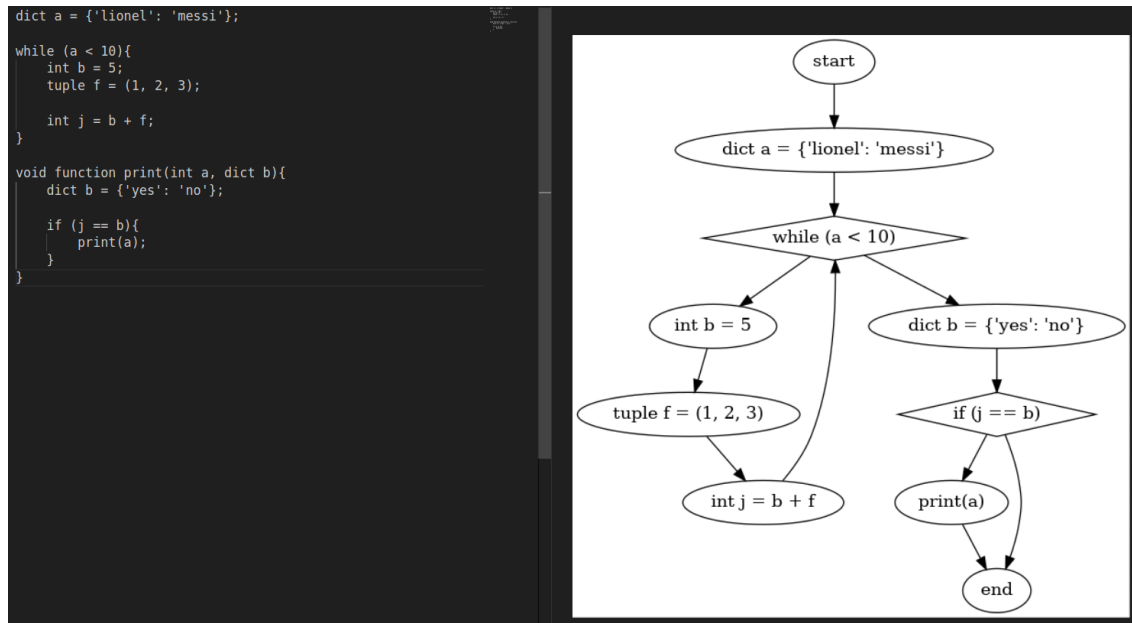 dict a = {'lionel': 'messi'};
while (a < 10){
int b = 5;
tuple f = (1, 2, 3);
int j = b + f;
}
void function print(int a, dict b){
dict b = {'yes': 'no'};
if (j == b){
print(a);
}
}
start
dict a = {'lionel': 'messi'}
while (a < 10)
int b = 5
dict b = {'yes': 'no'}
tuple f = (1, 2, 3)
if (j == b)
int j = b + f
print(a)
end